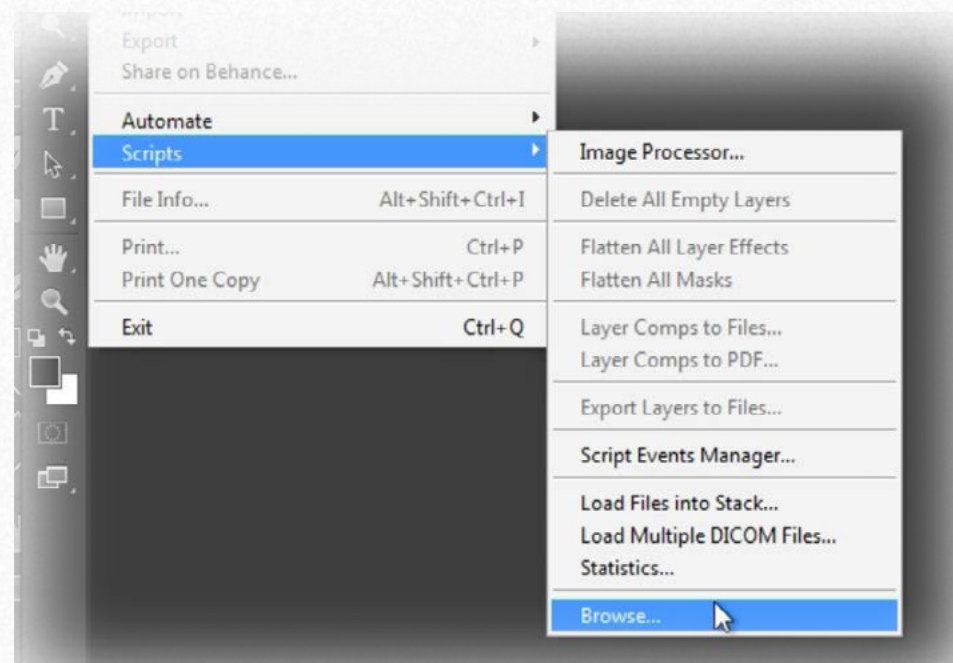 Export
Share on Behance...
Automate
Scripts
File Info... Alt+Shift+Ctrl+I
Print... Ctrl+P
Print One Copy Alt+Shift+Ctrl+P
Exit Ctrl+Q
Image Processor...
Delete All Empty Layers
Flatten All Layer Effects
Flatten All Masks
Layer Comps to Files...
Layer Comps to PDF...
Export Layers to Files...
Script Events Manager...
Load Files into Stack...
Load Multiple DICOM Files...
Statistics...
Browse...